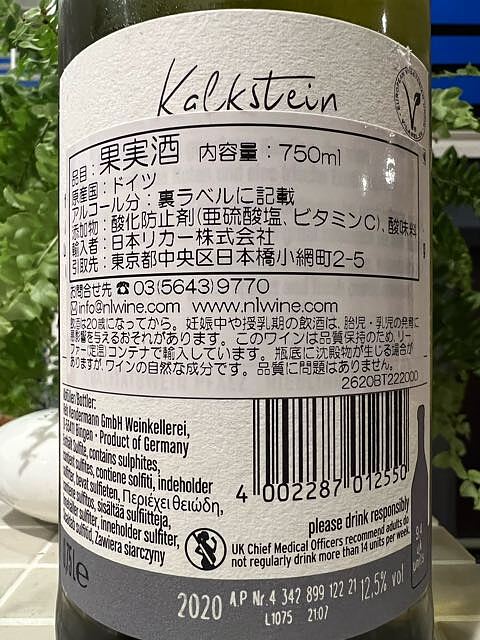 Kalkstein
品目：果実酒 内容量：750ml
原産国：ドイツ
アルコール分：裏ラベルに記載
添加物：酸化防止剤(亜硫酸塩、ビタミンC)、酸味料
輸入者：日本リカー株式会社
引取先：東京都中央区日本橋小網町2-5
お問合せ先 ☎03(5643)9770
✉info@nlwine.com www.nlwine.com
飲酒は20歳になってから。妊娠中や授乳期の飲酒は、胎児・乳児の発育に
悪影響を与えるおそれがあります。このワインは品質保持のため、リー
ファー(定温)コンテナで輸入しています。瓶底に沈殿物が生じる場合が
ありますが、ワインの自然な成分です。品質に問題はありません。
2620BT222000
Bottler:
Mendermann GmbH Weinkellerei,
Bingen · Product of Germany
sulfite, contains sulphites,
contient solfiti, indeholder
sulfitter, bevat sulfieten, Περιέχει θειώδη,
sulfitos, sisältää sulfiitteja,
sulfiter, inneholder sulfitter,
zawiera siarczyny
4 002287 012550
please drink responsibly
UK Chief Medical Officers recommend adults do
not regularly drink more than 14 units per week.
units
2020 A.P Nr. 4 342 899 122 21 12,5% vol
L1075 21:07